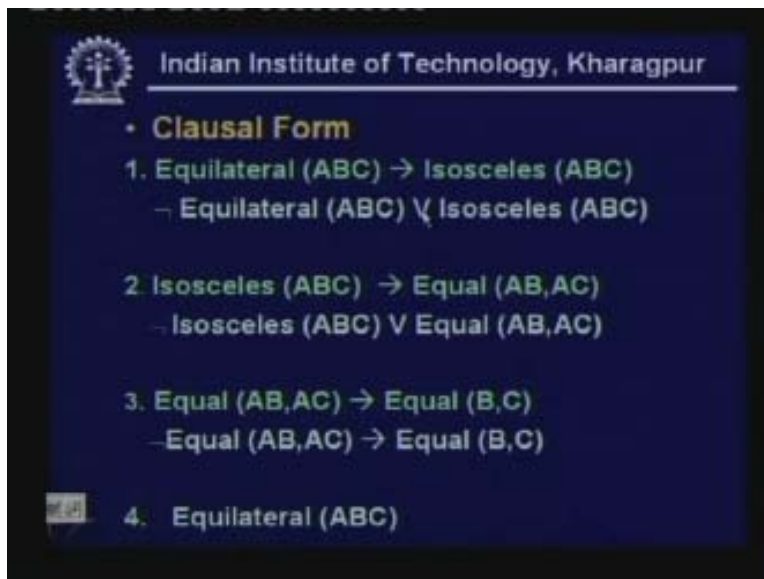 Indian Institute of Technology, Kharagpur
• Clausal Form
1. Equilateral (ABC) → Isosceles (ABC)
¬ Equilateral (ABC) V Isosceles (ABC)
2 Isosceles (ABC) → Equal (AB,AC)
¬ Isosceles (ABC) V Equal (AB,AC)
3. Equal (AB,AC) → Equal (B,C)
¬Equal (AB,AC) → Equal (B,C)
4. Equilateral (ABC)